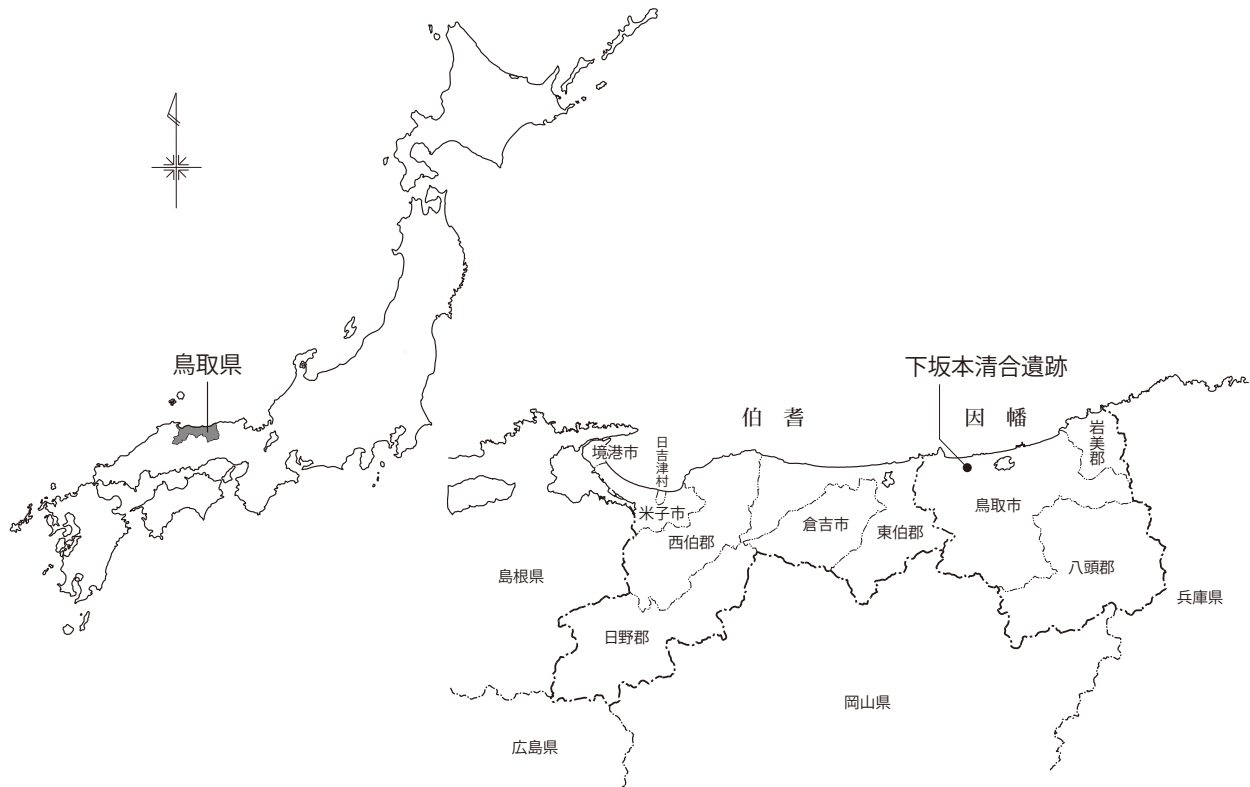 鳥取県
下坂本清合遺跡
伯耆
因幡
岩美郡
日吉津村
境港市
米子市
西伯郡
倉吉市
東伯郡
鳥取市
八頭郡
島根県
日野郡
兵庫県
岡山県
広島県